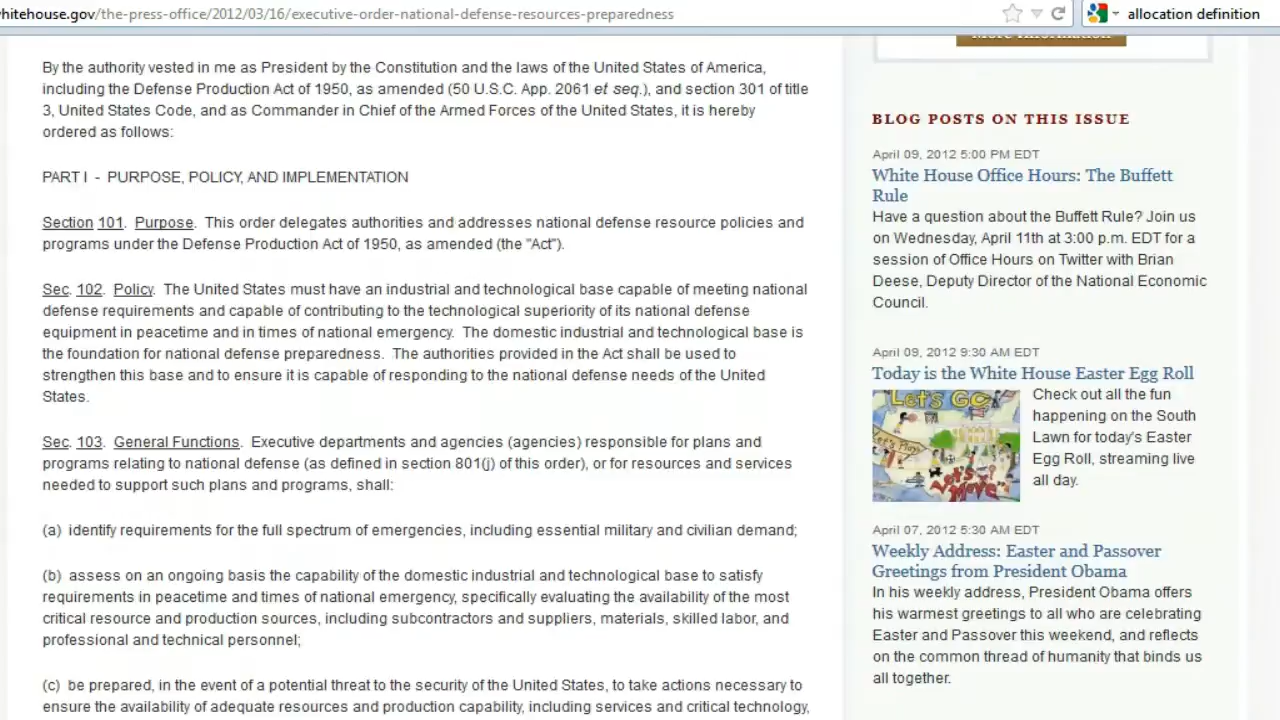 whitehouse.gov/the-press-office/2012/03/16/executive-order-national-defense-resources-preparedness
allocation definition
By the authority vested in me as President by the Constitution and the laws of the United States of America,
including the Defense Production Act of 1950, as amended (50 U.S.C. App. 2061 et seq.), and section 301 of title
3, United States Code, and as Commander in Chief of the Armed Forces of the United States, it is hereby
ordered as follows:
PART I - PURPOSE, POLICY, AND IMPLEMENTATION
Section 101. Purpose. This order delegates authorities and addresses national defense resource policies and
programs under the Defense Production Act of 1950, as amended (the "Act").
Sec. 102. Policy. The United States must have an industrial and technological base capable of meeting national
defense requirements and capable of contributing to the technological superiority of its national defense
equipment in peacetime and in times of national emergency. The domestic industrial and technological base is
the foundation for national defense preparedness. The authorities provided in the Act shall be used to
strengthen this base and to ensure it is capable of responding to the national defense needs of the United
States.
Sec. 103. General Functions. Executive departments and agencies (agencies) responsible for plans and
programs relating to national defense (as defined in section 801(j) of this order), or for resources and services
needed to support such plans and programs, shall:
(a) identify requirements for the full spectrum of emergencies, including essential military and civilian demand;
(b) assess on an ongoing basis the capability of the domestic industrial and technological base to satisfy
requirements in peacetime and times of national emergency, specifically evaluating the availability of the most
critical resource and production sources, including subcontractors and suppliers, materials, skilled labor, and
professional and technical personnel;
(c) be prepared, in the event of a potential threat to the security of the United States, to take actions necessary to
ensure the availability of adequate resources and production capability, including services and critical technology,
More Information
BLOG POSTS ON THIS ISSUE
April 09, 2012 5:00 PM EDT
White House Office Hours: The Buffett
Rule
Have a question about the Buffett Rule? Join us
on Wednesday, April 11th at 3:00 p.m. EDT for a
session of Office Hours on Twitter with Brian
Deese, Deputy Director of the National Economic
Council.
April 09, 2012 9:30 AM EDT
Today is the White House Easter Egg Roll
Let's Go
Let's Play
Let's Move
Check out all the fun
happening on the South
Lawn for today's Easter
Egg Roll, streaming live
all day.
April 07, 2012 5:30 AM EDT
Weekly Address: Easter and Passover
Greetings from President Obama
In his weekly address, President Obama offers
his warmest greetings to all who are celebrating
Easter and Passover this weekend, and reflects
on the common thread of humanity that binds us
all together.